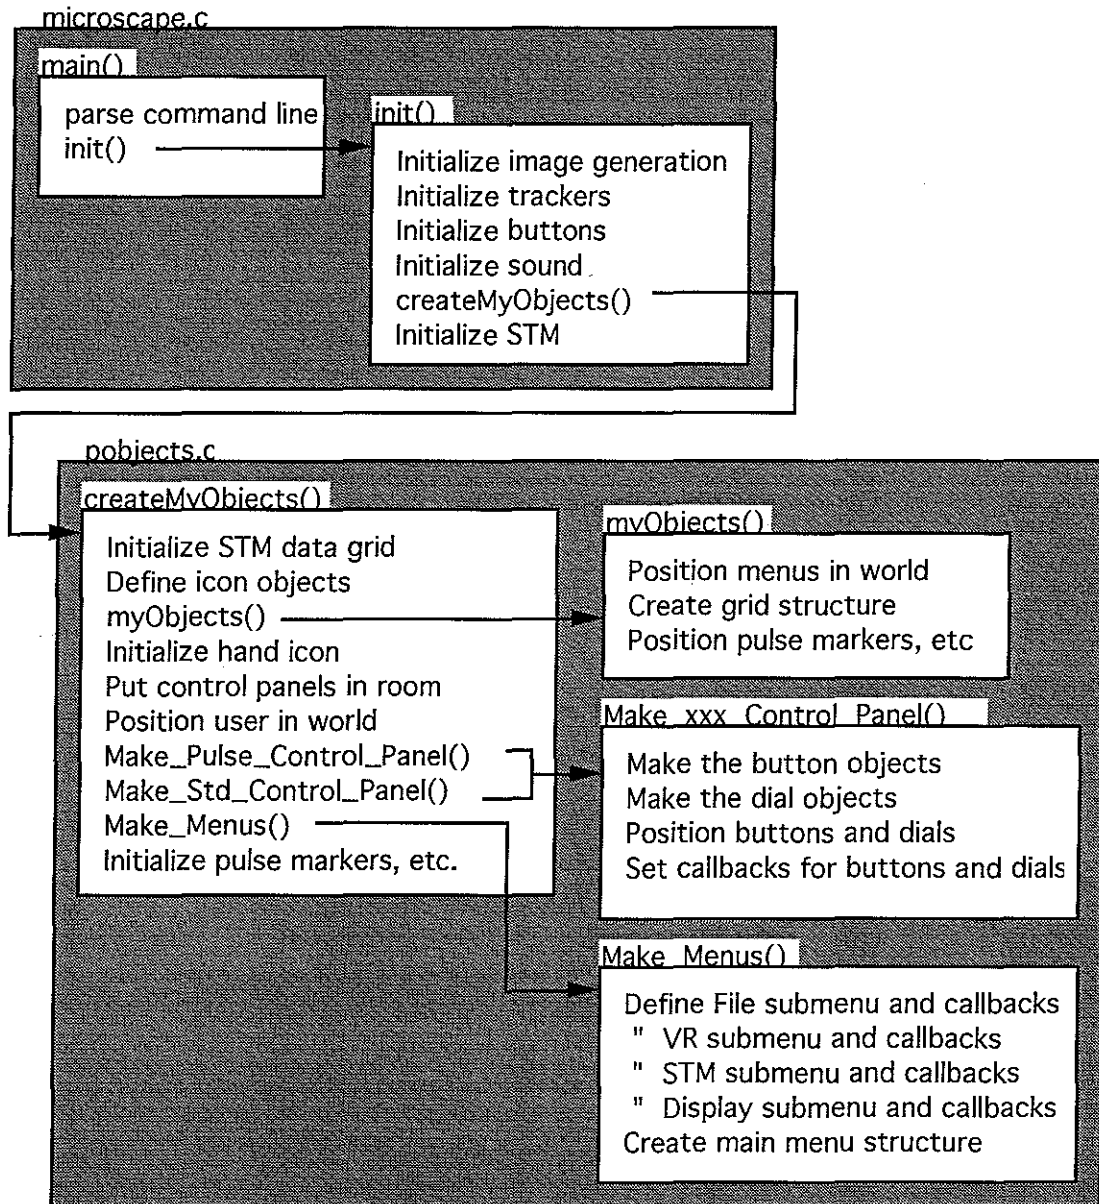 microscape.c
main()
parse command line
init()
init()
Initialize image generation
Initialize trackers
Initialize buttons
Initialize sound
createMyObjects()
Initialize STM
pobjects.c
createMyObjects()
Initialize STM data grid
Define icon objects
myObjects()
Initialize hand icon
Put control panels in room
Position user in world
Make_Pulse_Control_Panel()
Make_Std_Control_Panel()
Make_Menus()
Initialize pulse markers, etc.
myObjects()
Position menus in world
Create grid structure
Position pulse markers, etc
Make_xxx_Control_Panel()
Make the button objects
Make the dial objects
Position buttons and dials
Set callbacks for buttons and dials
Make_Menus()
Define File submenu and callbacks
" VR submenu and callbacks
" STM submenu and callbacks
" Display submenu and callbacks
Create main menu structure